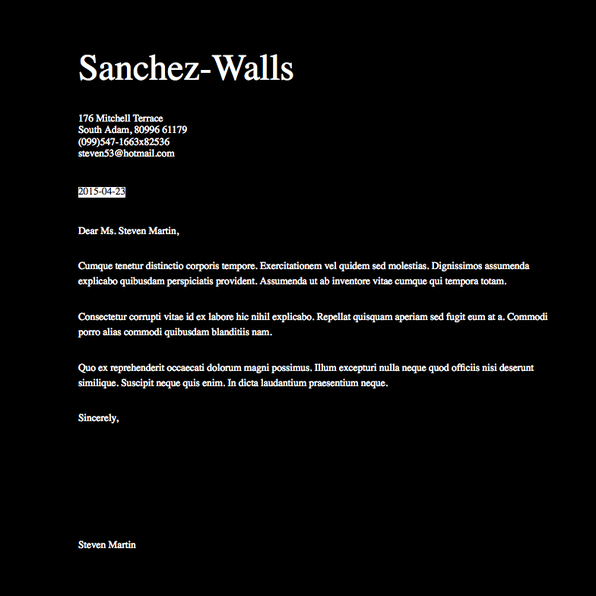 Sanchez-Walls
176 Mitchell Terrace
South Adam, 80996 61179
(099)547-1663x82536
steven53@hotmail.com
2015-04-23
Dear Ms. Steven Martin,
Cumque tenetur distinctio corporis tempore. Exercitationem vel quidem sed molestias. Dignissimos assumenda
explicabo quibusdam perspiciatis provident. Assumenda ut ab inventore vitae cumque qui tempora totam.
Consectetur corrupti vitae id ex labore hic nihil explicabo. Repellat quisquam aperiam sed fugit eum at a. Commodi
porro alias commodi quibusdam blanditiis nam.
Quo ex reprehenderit occaecati dolorum magni possimus. Illum excepturi nulla neque quod officiis nisi deserunt
similique. Suscipit neque quis enim. In dicta laudantium praesentium neque.
Sincerely,
Steven Martin